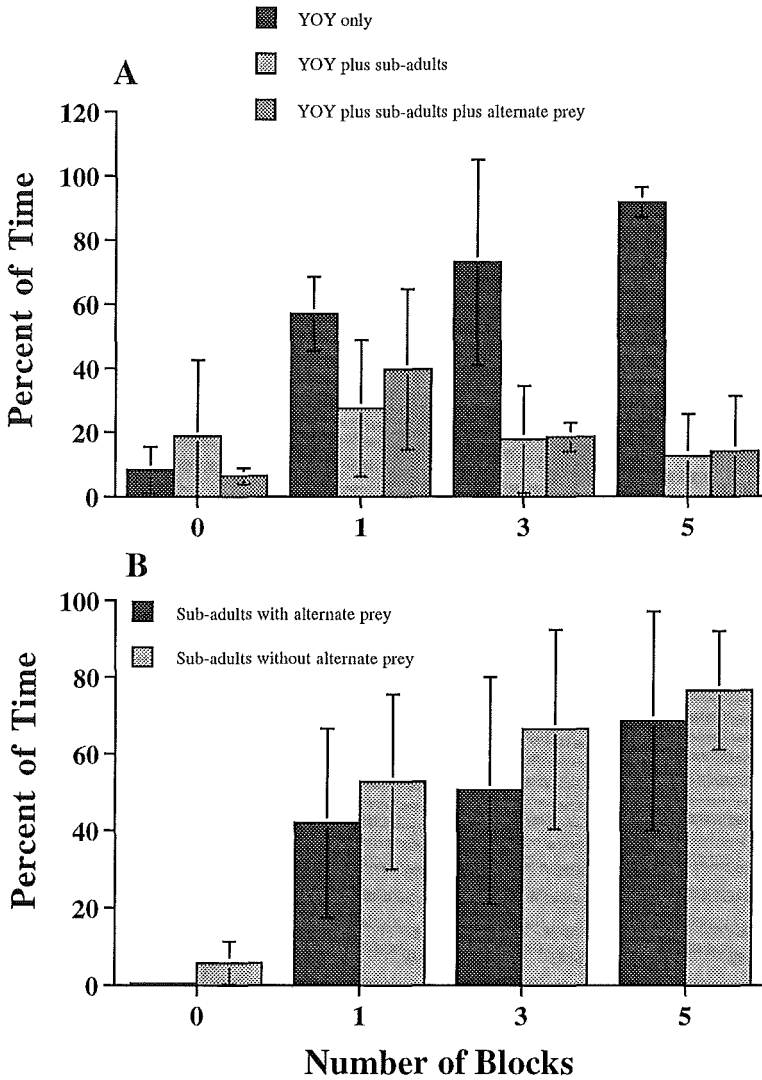 YOY only
A
YOY plus sub-adults
YOY plus sub-adults plus alternate prey
120
100
80
60
40
20
0
Percent of Time
0 1 3 5
B
100
80
60
40
20
0
Percent of Time
Sub-adults with alternate prey
Sub-adults without alternate prey
0 1 3 5
Number of Blocks